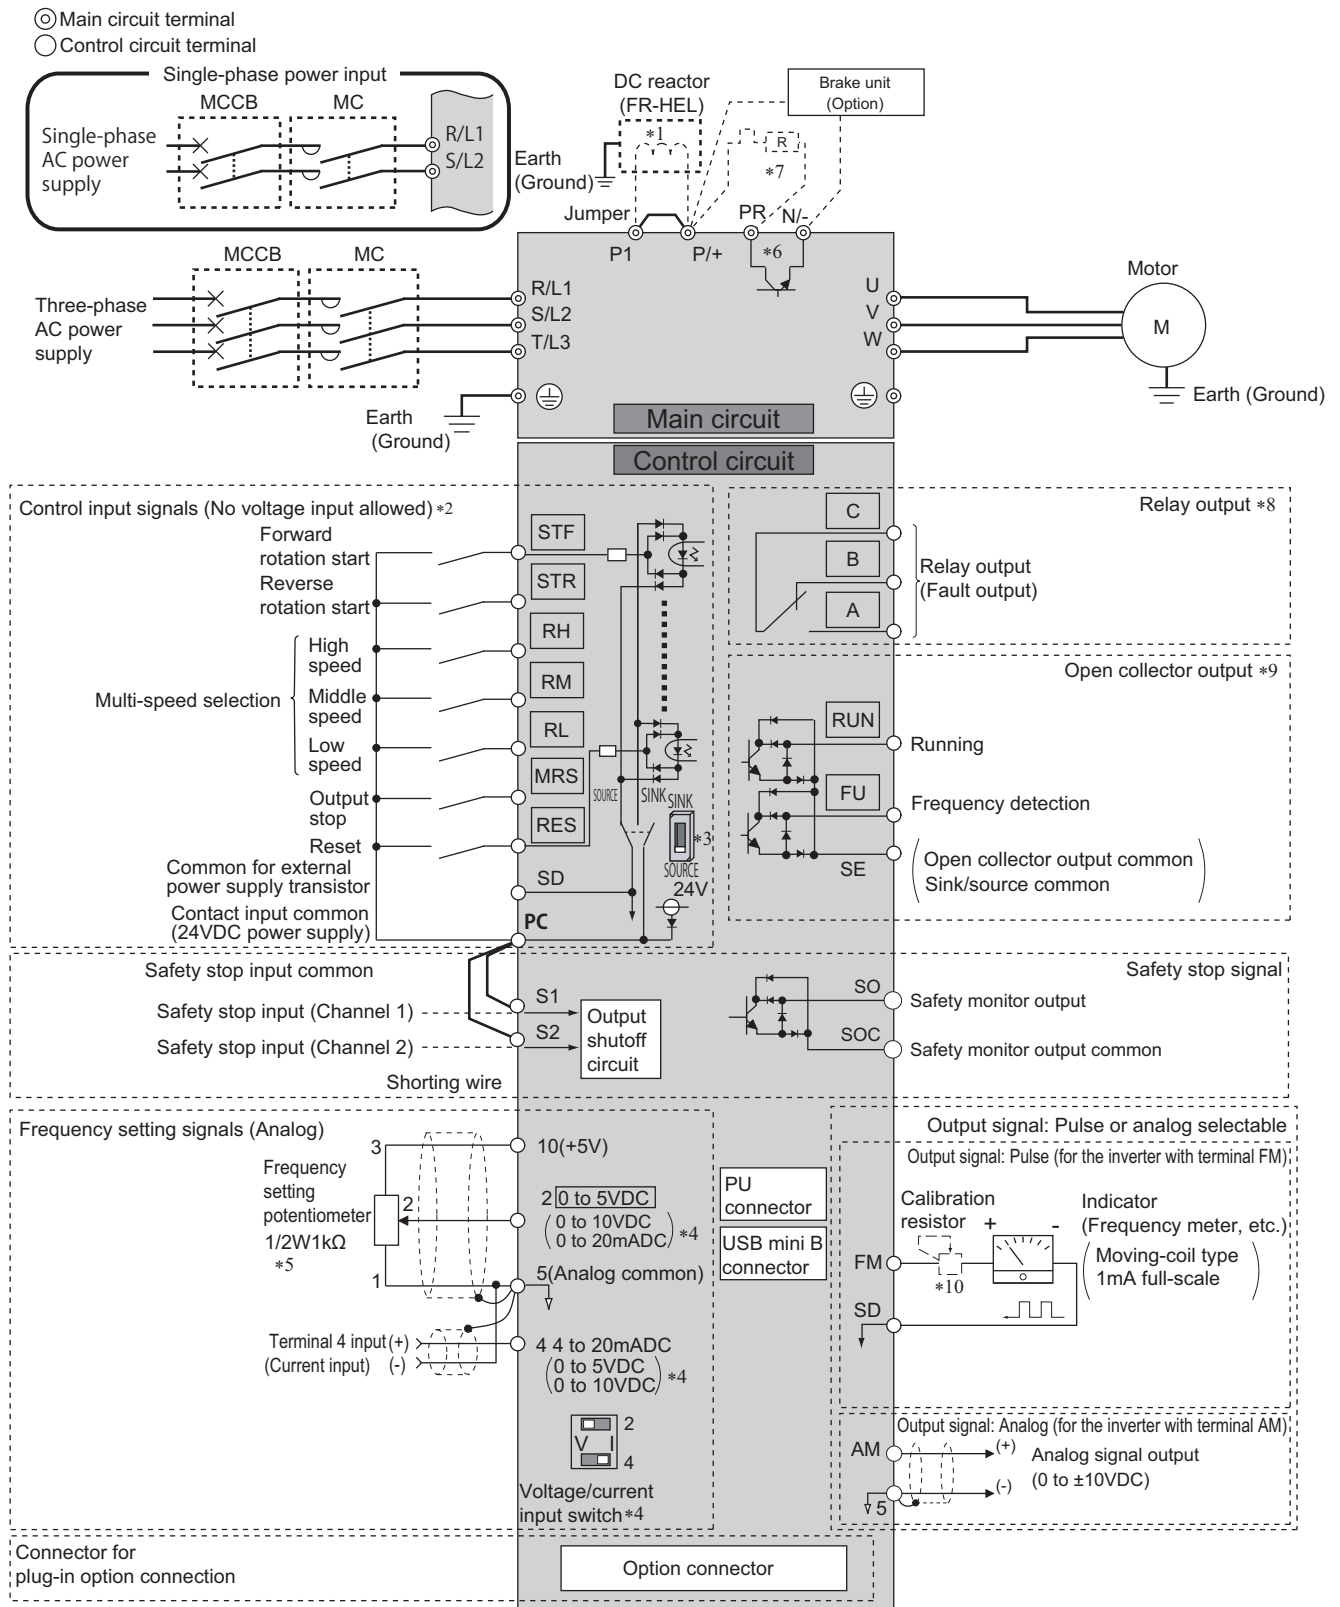 Main circuit terminal
Control circuit terminal
Single-phase power input
MCCB
MC
Single-phase
AC power
supply
R/L1
S/L2
DC reactor
(FR-HEL)
*1
Earth
(Ground)
Brake unit
(Option)
R
*7
Jumper
P1
P/+
PR
N/-
*6
MCCB
MC
Three-phase
AC power
supply
R/L1
S/L2
T/L3
Earth
(Ground)
U
V
W
Motor
M
Earth (Ground)
Main circuit
Control circuit
Control input signals (No voltage input allowed) *2
Forward
rotation start
Reverse
rotation start
Multi-speed selection
High
speed
Middle
speed
Low
speed
Output
stop
Reset
Common for external
power supply transistor
Contact input common
(24VDC power supply)
STF
STR
RH
RM
RL
MRS
RES
SD
PC
SOURCE
SINK
SINK
*3
SOURCE
24V
Relay output *8
C
B
A
Relay output
(Fault output)
Open collector output *9
RUN
Running
FU
Frequency detection
SE
Open collector output common
Sink/source common
Safety stop input common
Safety stop input (Channel 1)
Safety stop input (Channel 2)
Shorting wire
S1
S2
Output
shutoff
circuit
Safety stop signal
SO
Safety monitor output
SOC
Safety monitor output common
Frequency setting signals (Analog)
Frequency
setting
potentiometer
1/2W1kΩ
*5
3
2
1
10(+5V)
2 0 to 5VDC
(0 to 10VDC
0 to 20mADC) *4
5(Analog common)
Terminal 4 input (+)
(Current input) (-)
4 4 to 20mADC
(0 to 5VDC
0 to 10VDC) *4
2
V I
4
Voltage/current
input switch *4
PU
connector
USB mini B
connector
Output signal: Pulse or analog selectable
Output signal: Pulse (for the inverter with terminal FM)
Calibration
resistor
+
-
Indicator
(Frequency meter, etc.)
Moving-coil type
1mA full-scale
FM
*10
SD
Output signal: Analog (for the inverter with terminal AM)
AM
(+)
Analog signal output
(0 to ±10VDC)
(-)
5
Connector for
plug-in option connection
Option connector